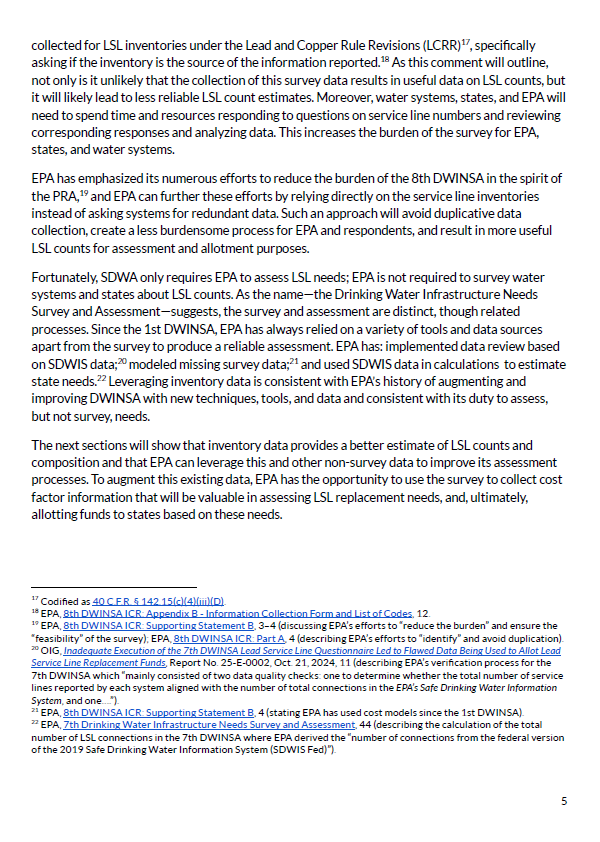 collected for LSL inventories under the Lead and Copper Rule Revisions (LCRR)17, specifically
asking if the inventory is the source of the information reported.18 As this comment will outline,
not only is it unlikely that the collection of this survey data results in useful data on LSL counts, but
it will likely lead to less reliable LSL count estimates. Moreover, water systems, states, and EPA will
need to spend time and resources responding to questions on service line numbers and reviewing
corresponding responses and analyzing data. This increases the burden of the survey for EPA,
states, and water systems.
EPA has emphasized its numerous efforts to reduce the burden of the 8th DWINSA in the spirit of
the PRA,19 and EPA can further these efforts by relying directly on the service line inventories
instead of asking systems for redundant data. Such an approach will avoid duplicative data
collection, create a less burdensome process for EPA and respondents, and result in more useful
LSL counts for assessment and allotment purposes.
Fortunately, SDWA only requires EPA to assess LSL needs; EPA is not required to survey water
systems and states about LSL counts. As the name—the Drinking Water Infrastructure Needs
Survey and Assessment—suggests, the survey and assessment are distinct, though related
processes. Since the 1st DWINSA, EPA has always relied on a variety of tools and data sources
apart from the survey to produce a reliable assessment. EPA has: implemented data review based
on SDWIS data;20 modeled missing survey data;21 and used SDWIS data in calculations to estimate
state needs.22 Leveraging inventory data is consistent with EPA's history of augmenting and
improving DWINSA with new techniques, tools, and data and consistent with its duty to assess,
but not survey, needs.
The next sections will show that inventory data provides a better estimate of LSL counts and
composition and that EPA can leverage this and other non-survey data to improve its assessment
processes. To augment this existing data, EPA has the opportunity to use the survey to collect cost
factor information that will be valuable in assessing LSL replacement needs, and, ultimately,
allotting funds to states based on these needs.
17 Codified as 40 C.F.R. § 142.15(c)(4)(iii)(D).
18 EPA, 8th DWINSA ICR: Appendix B - Information Collection Form and List of Codes, 12.
19 EPA, 8th DWINSA ICR: Supporting Statement B, 3–4 (discussing EPA's efforts to "reduce the burden" and ensure the
"feasibility" of the survey); EPA, 8th DWINSA ICR: Part A, 4 (describing EPA's efforts to "identify" and avoid duplication).
20 OIG, Inadequate Execution of the 7th DWINSA Lead Service Line Questionnaire Led to Flawed Data Being Used to Allot Lead
Service Line Replacement Funds, Report No. 25-E-0002, Oct. 21, 2024, 11 (describing EPA's verification process for the
7th DWINSA which "mainly consisted of two data quality checks: one to determine whether the total number of service
lines reported by each system aligned with the number of total connections in the EPA's Safe Drinking Water Information
System, and one....").
21 EPA, 8th DWINSA ICR: Supporting Statement B, 4 (stating EPA has used cost models since the 1st DWINSA).
22 EPA, 7th Drinking Water Infrastructure Needs Survey and Assessment, 44 (describing the calculation of the total
number of LSL connections in the 7th DWINSA where EPA derived the "number of connections from the federal version
of the 2019 Safe Drinking Water Information System (SDWIS Fed)").
5